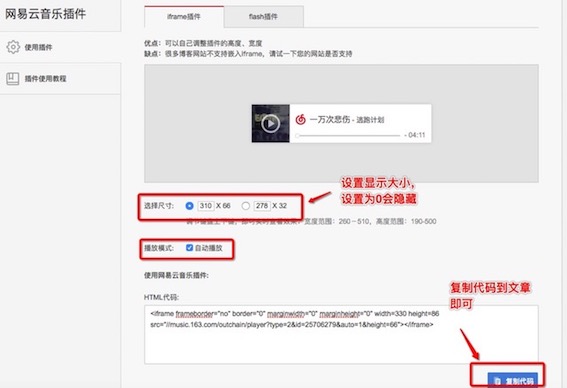 网易云音乐插件
使用插件
插件使用教程
iframe插件
flash插件
优点：可以自己调整插件的高度、宽度
缺点：很多博客网站不支持嵌入iframe，请试一下您的网站是否支持
一万次悲伤 - 逃跑计划
- 04:11
设置显示大小，
设置为0会隐藏
选择尺寸： 310 X 66 278 X 32
宽度范围：260－510，高度范围：190-500
播放模式： 自动播放
使用网易云音乐插件:
复制代码到文章
即可
HTML代码:
<iframe frameborder="no" border="0" marginwidth="0" marginheight="0" width=330 height=86
src="//music.163.com/outchain/player?type=2&id=25706279&auto=1&height=66"></iframe>
复制代码